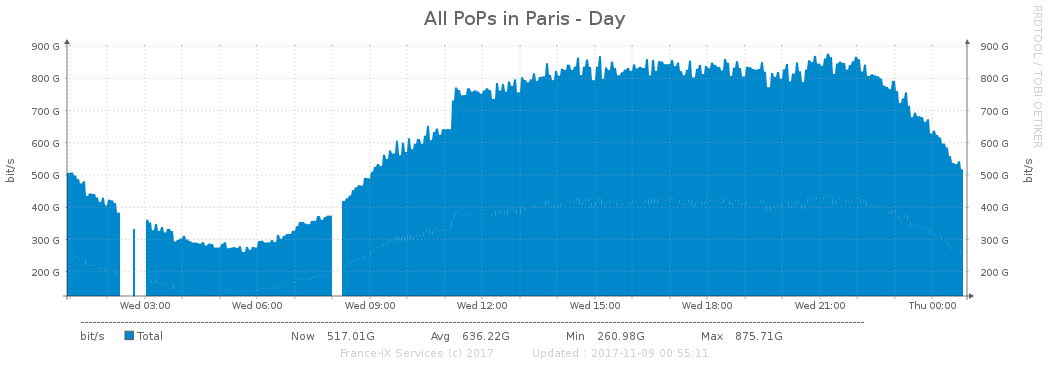 All PoPs in Paris - Day
RRDTOOL / TOBI OETIKER
900 G 900 G
800 G 800 G
700 G 700 G
600 G 600 G
500 G 500 G
400 G 400 G
300 G 300 G
200 G 200 G
bit/s bit/s
Wed 03:00 Wed 06:00 Wed 09:00 Wed 12:00 Wed 15:00 Wed 18:00 Wed 21:00 Thu 00:00
bit/s Total Now 517.01G Avg 636.22G Min 260.98G Max 875.71G
France-IX Services (c) 2017 Updated : 2017-11-09 00:55:11